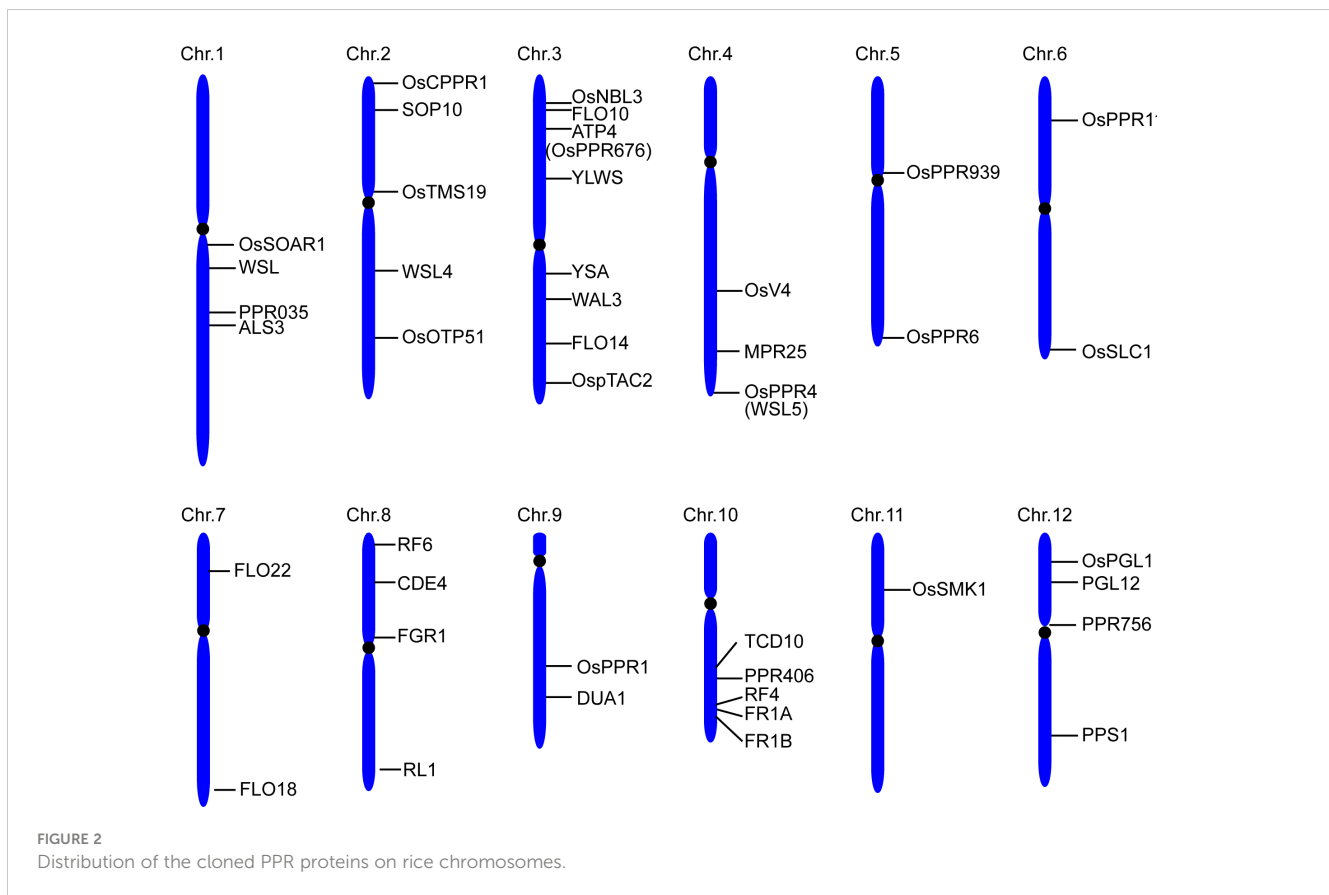 Chr.1
OsSOAR1
WSL
PPR035
ALS3
Chr.2
OsCPPR1
SOP10
OsTMS19
WSL4
OsOTP51
Chr.3
OsNBL3
FLO10
ATP4
(OsPPR676)
YLWS
YSA
WAL3
FLO14
OspTAC2
Chr.4
OsV4
MPR25
OsPPR4
(WSL5)
Chr.5
OsPPR939
OsPPR6
Chr.6
OsSLC1
Chr.7
FLO22
FLO18
Chr.8
RF6
CDE4
FGR1
RL1
Chr.9
OsPPR1
DUA1
Chr.10
TCD10
PPR406
RF4
FR1A
FR1B
Chr.11
OsSMK1
Chr.12
OsPGL1
PGL12
PPR756
PPS1
FIGURE 2
Distribution of the cloned PPR proteins on rice chromosomes.